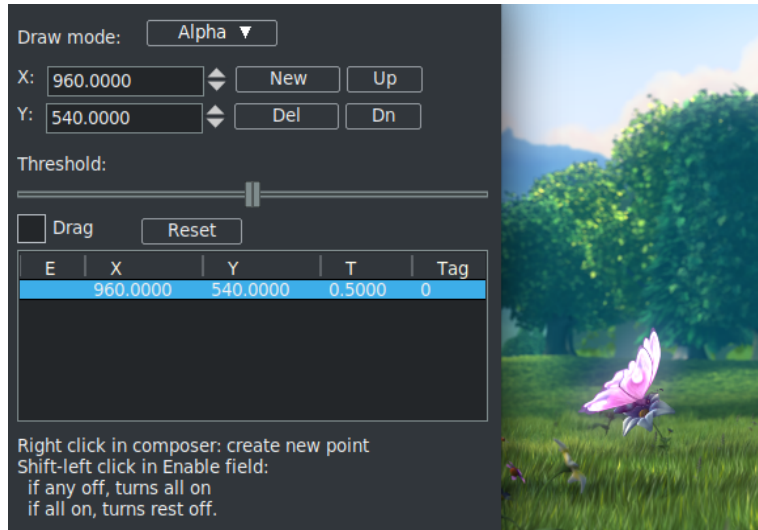 Draw mode: Alpha ▼
X: 960.0000 New Up
Y: 540.0000 Del Dn
Threshold:
Drag Reset
E X Y T Tag
960.0000 540.0000 0.5000 0
Right click in composer: create new point
Shift-left click in Enable field:
if any off, turns all on
if all on, turns rest off.